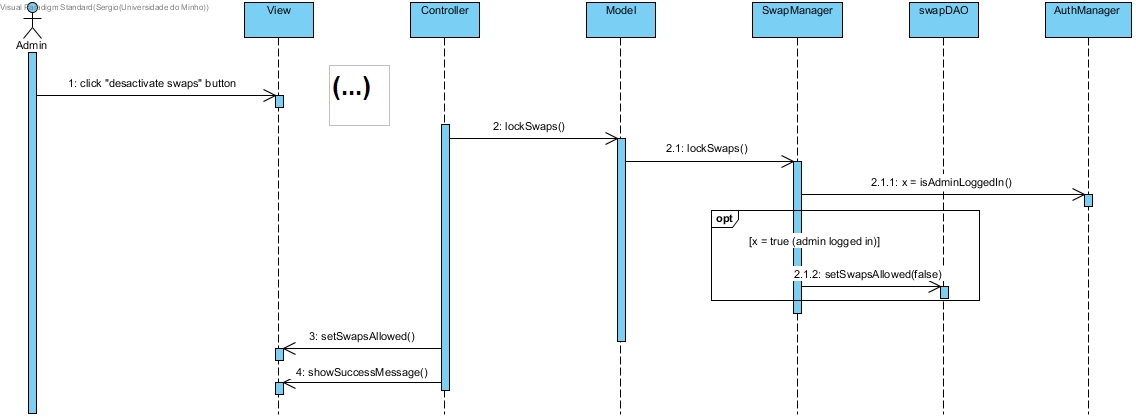 Visual Paradigm Standard(Sergio(Universidade do Minho))
View
Controller
Model
SwapManager
swapDAO
AuthManager
Admin
1: click "desactivate swaps" button
(...)
2: lockSwaps()
2.1: lockSwaps()
2.1.1: x = isAdminLoggedIn()
opt
[x = true (admin logged in)]
2.1.2: setSwapsAllowed(false)
3: setSwapsAllowed()
4: showSuccessMessage()